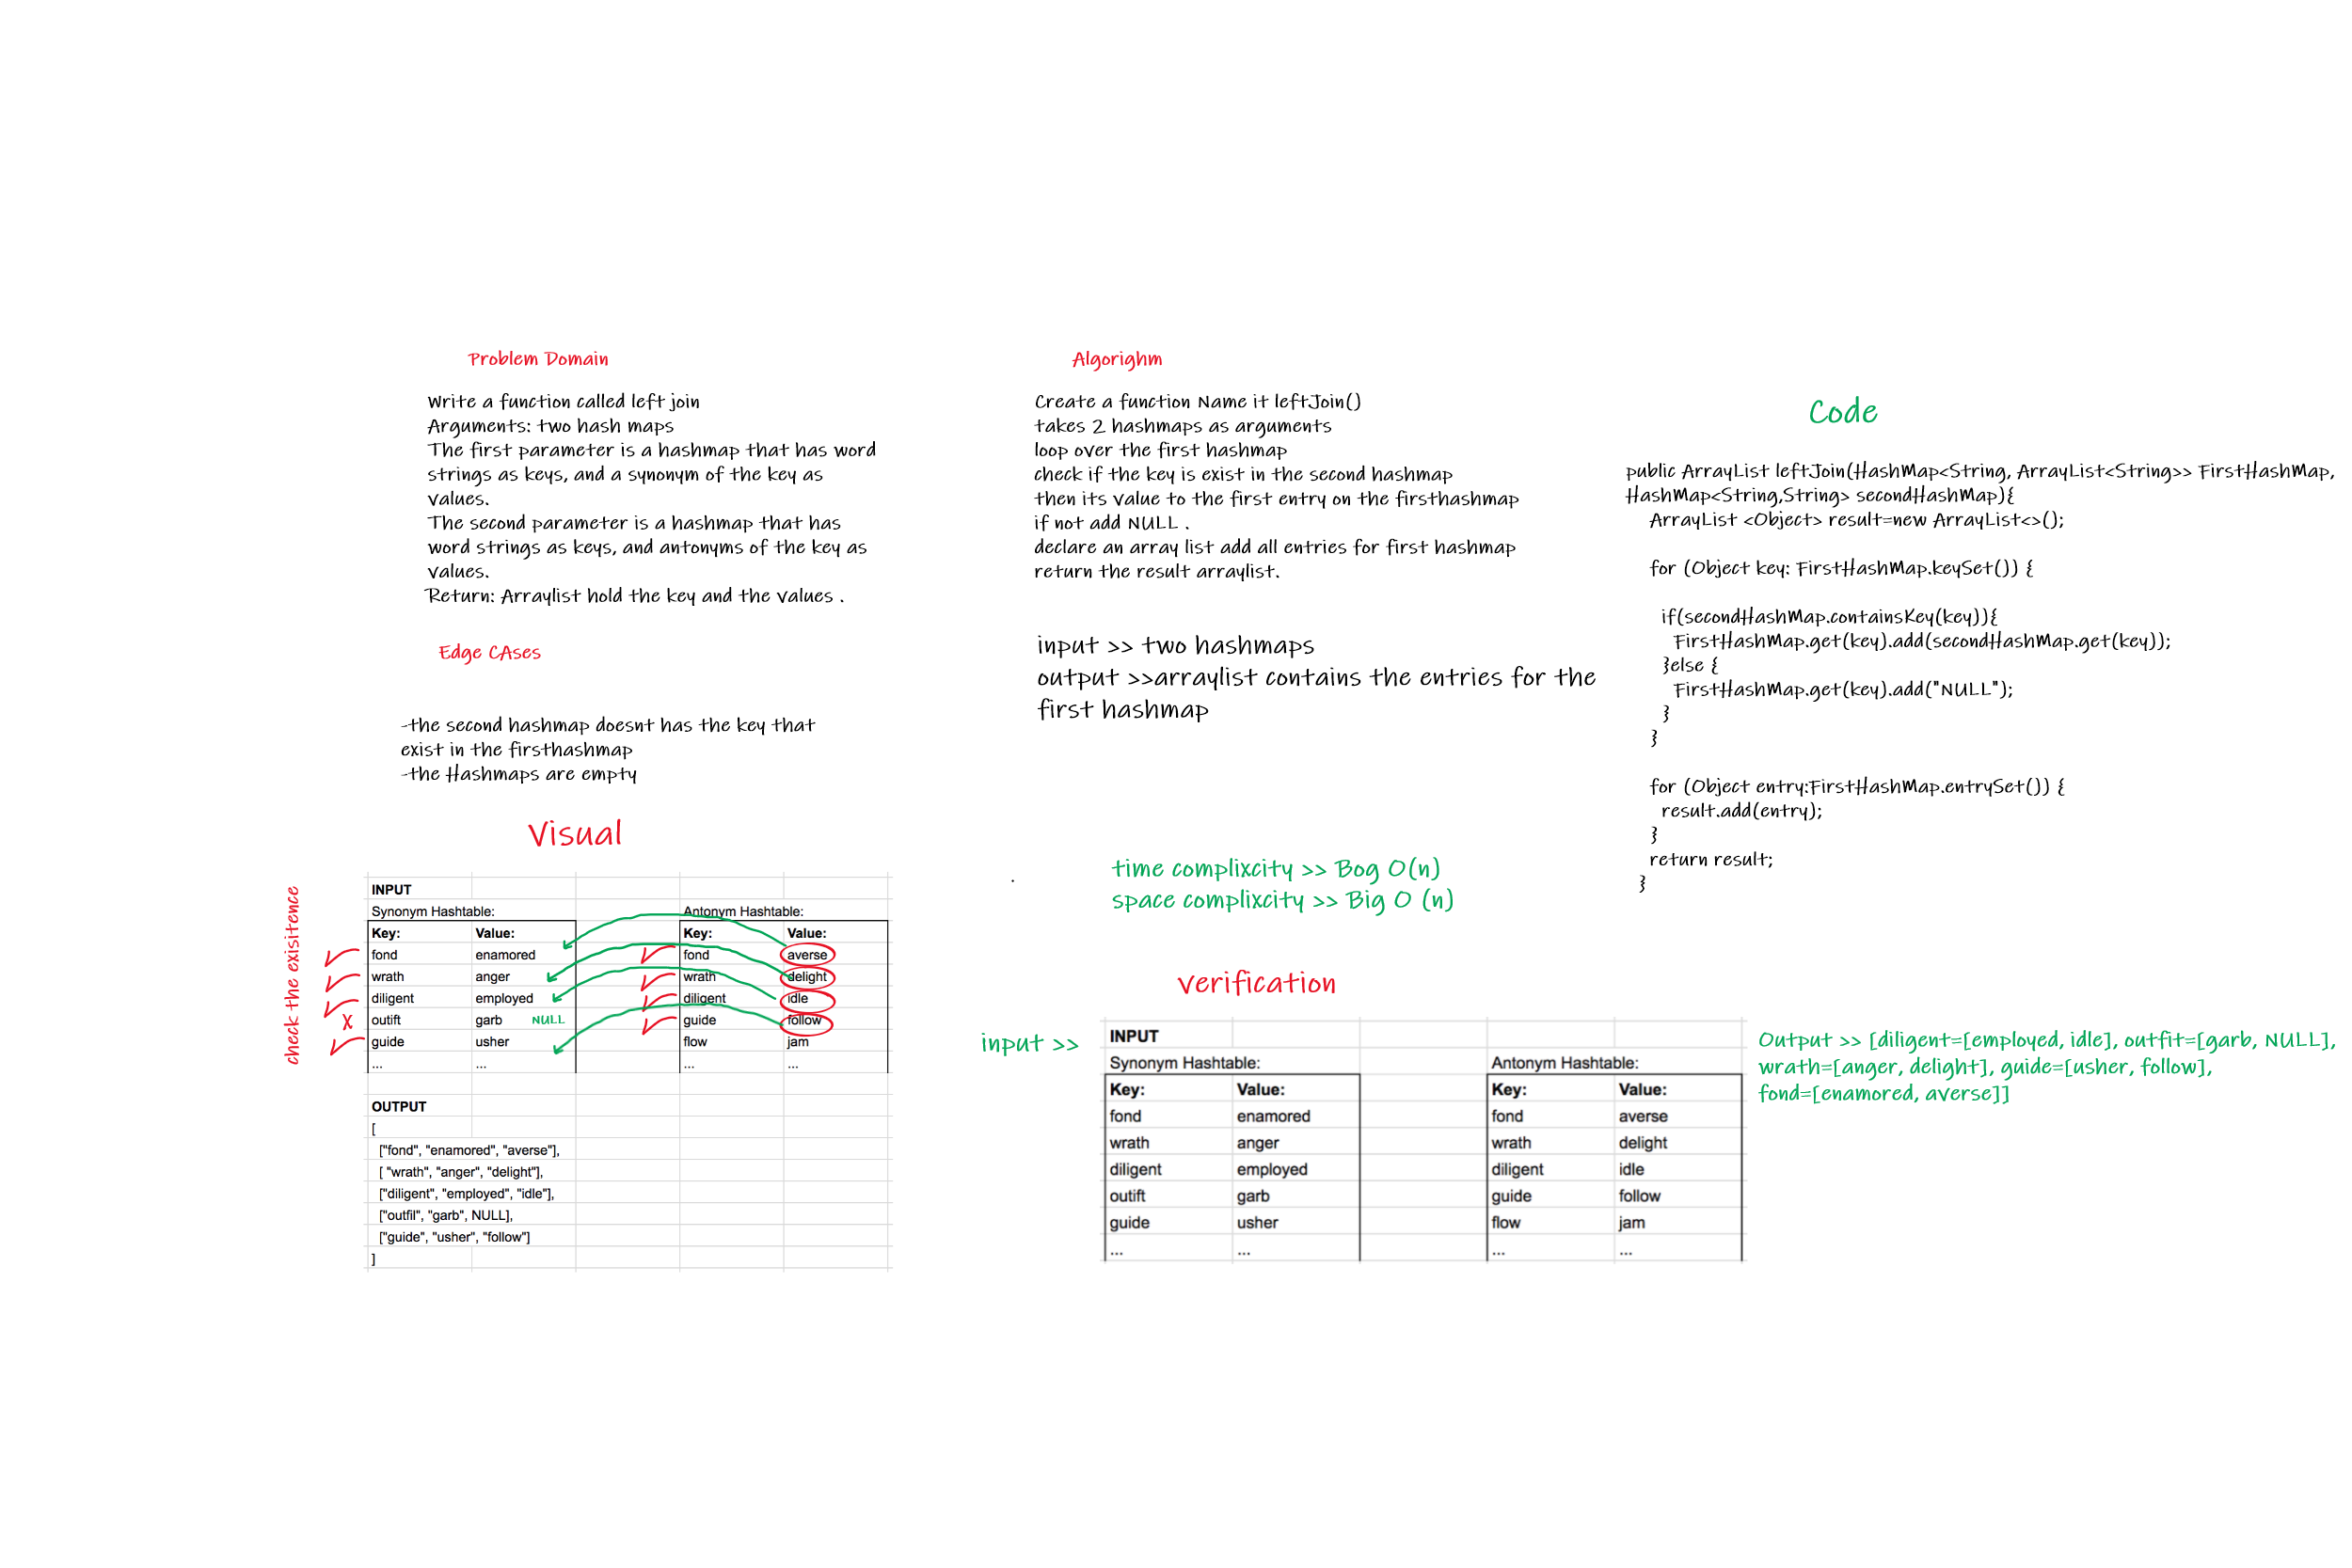 Problem Domain
Write a function called left join
Arguments: two hash maps
The first parameter is a hashmap that has word
strings as keys, and a synonym of the key as
values.
The second parameter is a hashmap that has
word strings as keys, and antonyms of the key as
values.
Return: Arraylist hold the key and the values .
Edge CAses
-the second hashmap doesnt has the key that
exist in the firsthashmap
-the Hashmaps are empty
Visual
check the exisitence
INPUT
Synonym Hashtable: Antonym Hashtable:
Key: Value: Key: Value:
fond enamored fond averse
wrath anger wrath delight
diligent employed diligent idle
X outift garb NULL guide follow
guide usher flow jam
... ... ... ...
OUTPUT
[
["fond", "enamored", "averse"],
[ "wrath", "anger", "delight"],
["diligent", "employed", "idle"],
["outfil", "garb", NULL],
["guide", "usher", "follow"]
]
Algorighm
Create a function Name it leftJoin()
takes 2 hashmaps as arguments
loop over the first hashmap
check if the key is exist in the second hashmap
then its value to the first entry on the firsthashmap
if not add NULL .
declare an array list add all entries for first hashmap
return the result arraylist.
input >> two hashmaps
output >>arraylist contains the entries for the
first hashmap
time complixcity >> Bog O(n)
space complixcity >> Big O (n)
Code
public ArrayList leftJoin(HashMap<String, ArrayList<String>> FirstHashMap,
HashMap<String,String> secondHashMap){
ArrayList <Object> result=new ArrayList<>();
for (Object key: FirstHashMap.keySet()) {
if(secondHashMap.containsKey(key)){
FirstHashMap.get(key).add(secondHashMap.get(key));
}else {
FirstHashMap.get(key).add("NULL");
}
}
for (Object entry:FirstHashMap.entrySet()) {
result.add(entry);
}
return result;
}
verification
input >>
INPUT
Synonym Hashtable: Antonym Hashtable:
Key: Value: Key: Value:
fond enamored fond averse
wrath anger wrath delight
diligent employed diligent idle
outift garb guide follow
guide usher flow jam
... ... ... ...
Output >> [diligent=[employed, idle], outfit=[garb, NULL],
wrath=[anger, delight], guide=[usher, follow],
fond=[enamored, averse]]